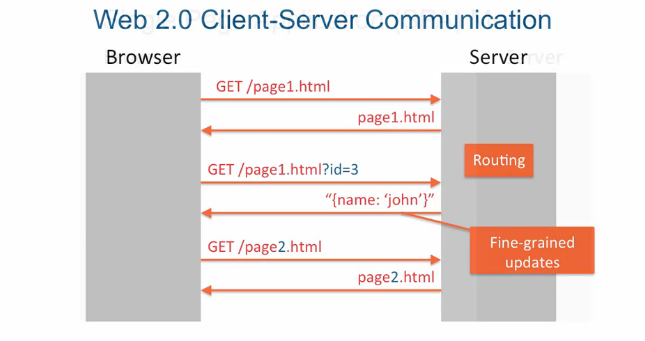 Web 2.0 Client-Server Communication
Browser
Server
GET /page1.html
page1.html
Routing
GET /page1.html?id=3
“{name: ‘john’}”
GET /page2.html
Fine-grained
updates
page2.html